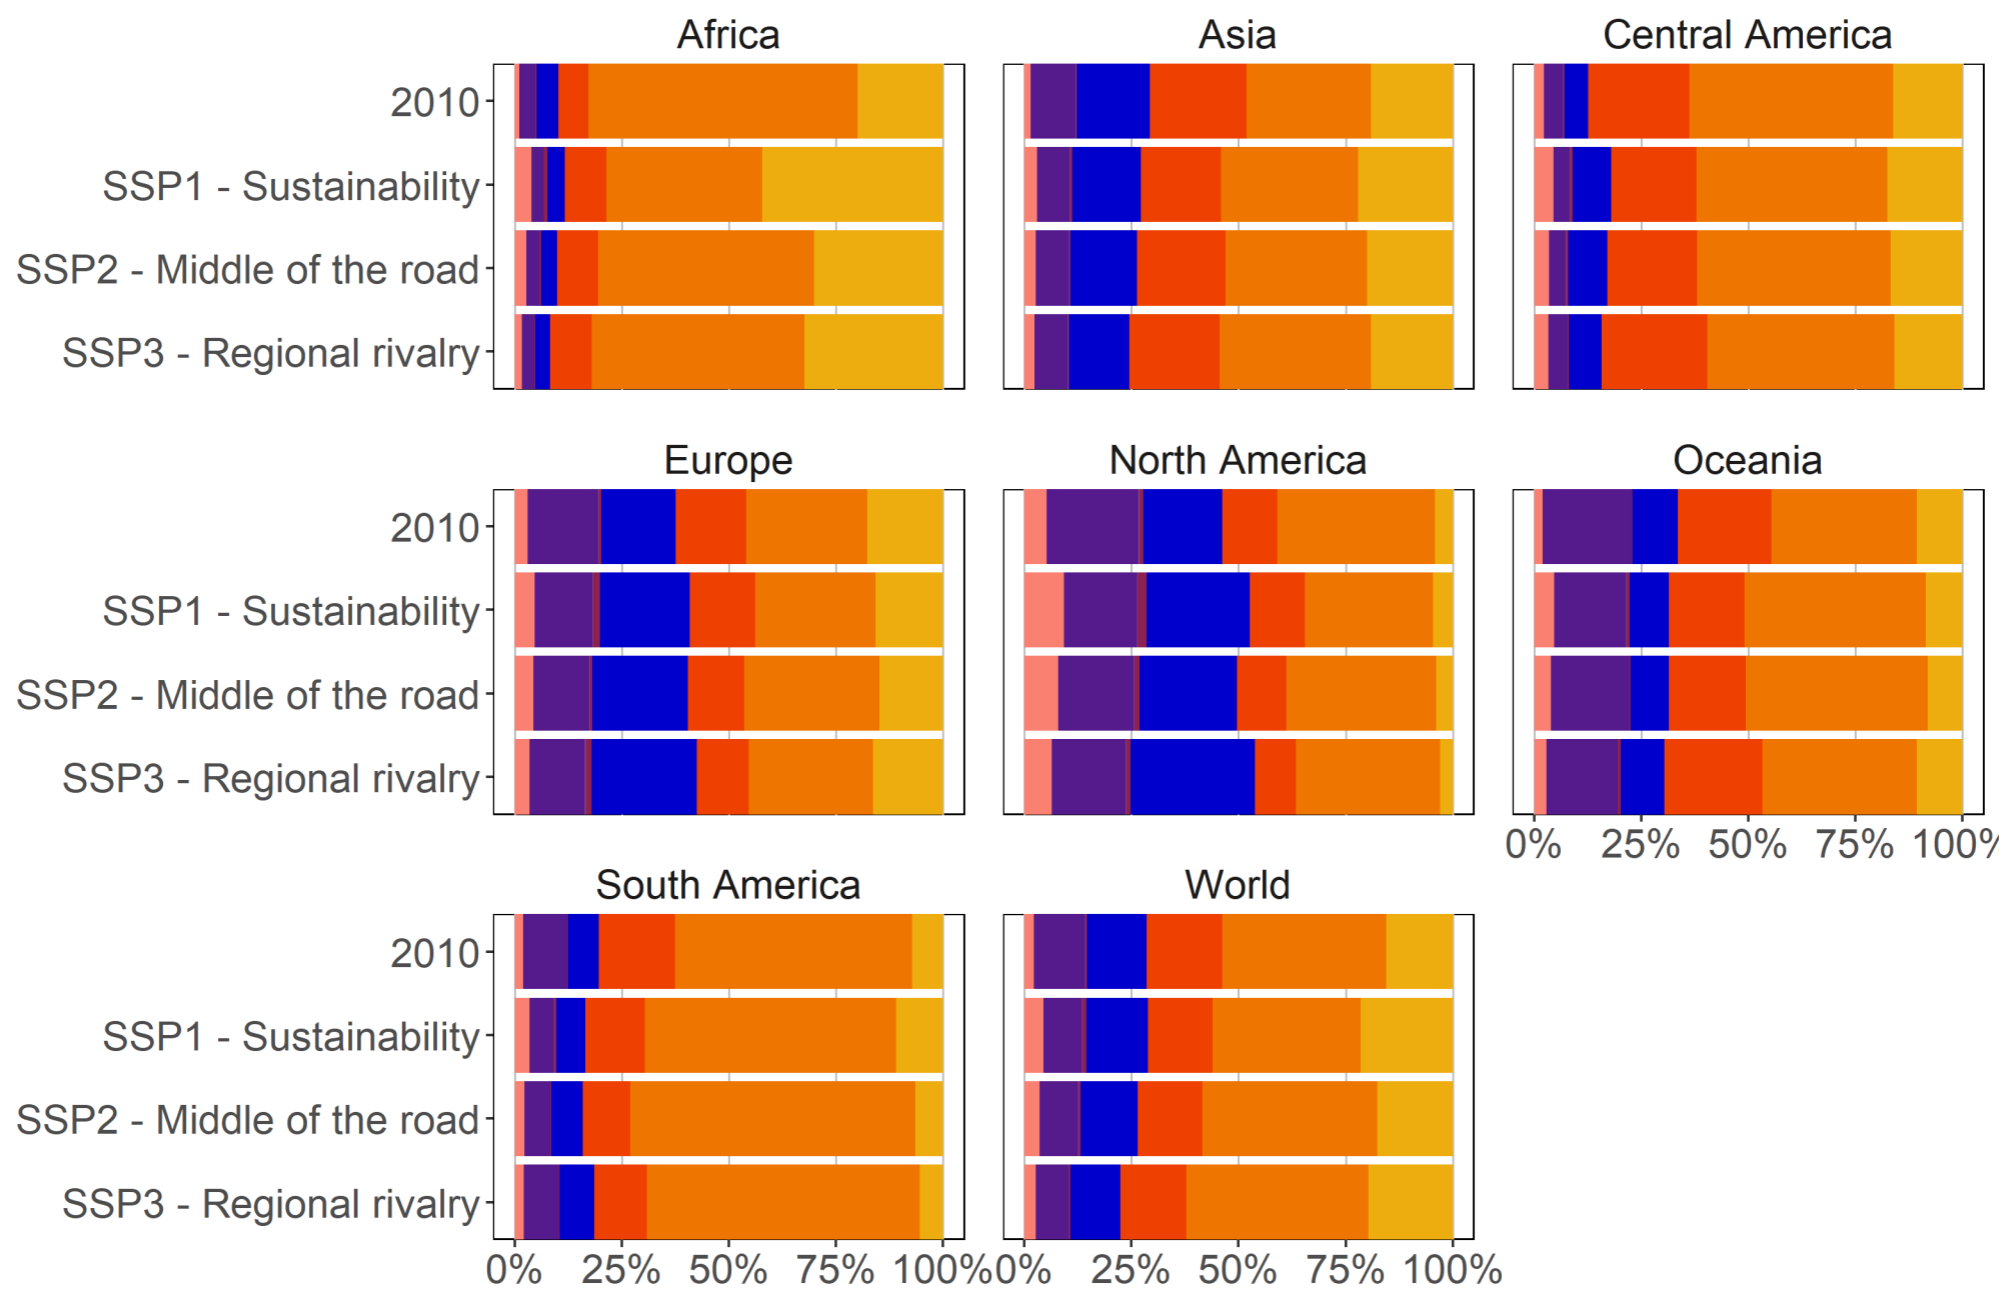 Africa Asia Central America
2010
SSP1 - Sustainability
SSP2 - Middle of the road
SSP3 - Regional rivalry
Europe North America Oceania
2010
SSP1 - Sustainability
SSP2 - Middle of the road
SSP3 - Regional rivalry
0% 25% 50% 75% 100%
South America World
2010
SSP1 - Sustainability
SSP2 - Middle of the road
SSP3 - Regional rivalry
0% 25% 50% 75% 100% 0% 25% 50% 75% 100%